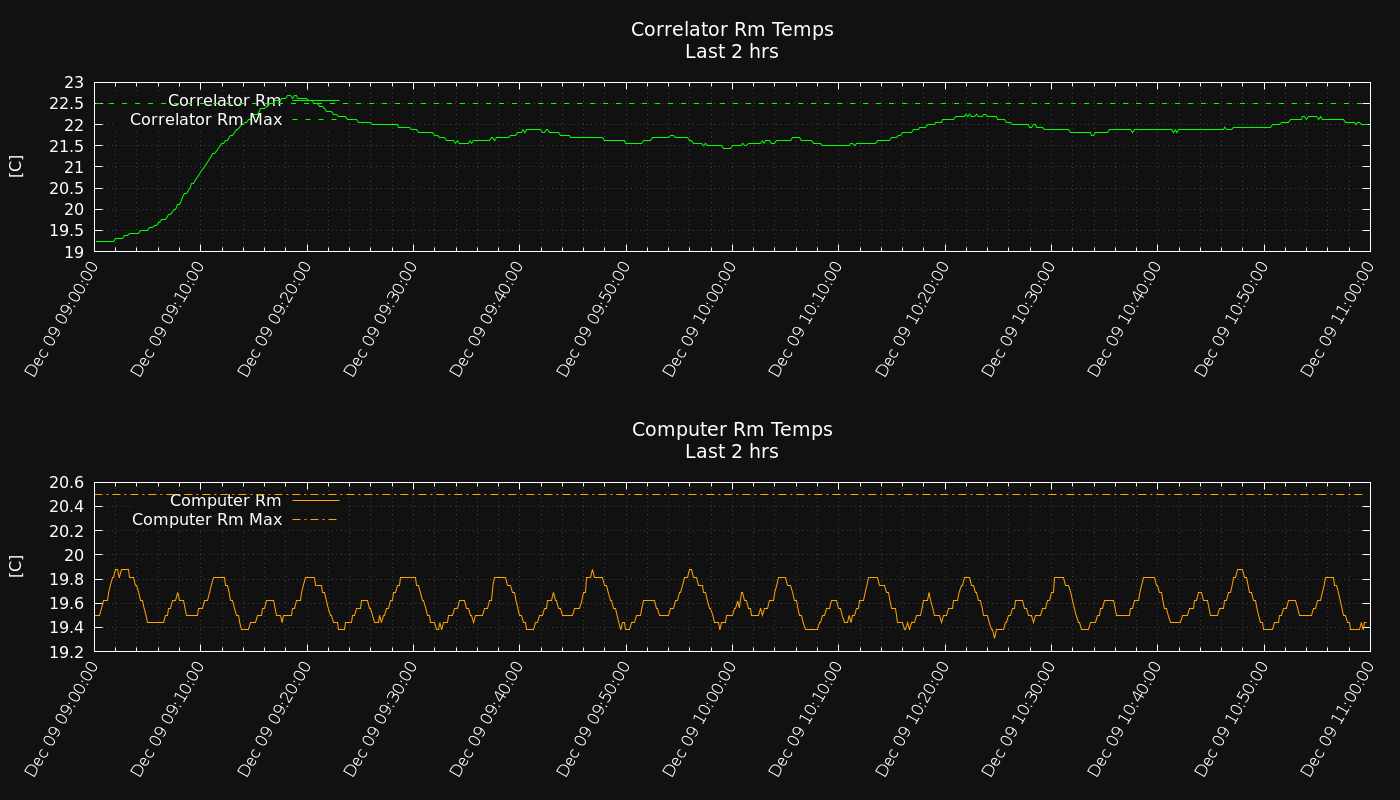 Correlator Rm Temps
Last 2 hrs
[C]
23
22.5
22
21.5
21
20.5
20
19.5
19
Correlator Rm
Correlator Rm Max
Dec 09 09:00:00
Dec 09 09:10:00
Dec 09 09:20:00
Dec 09 09:30:00
Dec 09 09:40:00
Dec 09 09:50:00
Dec 09 10:00:00
Dec 09 10:10:00
Dec 09 10:20:00
Dec 09 10:30:00
Dec 09 10:40:00
Dec 09 10:50:00
Dec 09 11:00:00
Computer Rm Temps
Last 2 hrs
[C]
20.6
20.4
20.2
20
19.8
19.6
19.4
19.2
Computer Rm
Computer Rm Max
Dec 09 09:00:00
Dec 09 09:10:00
Dec 09 09:20:00
Dec 09 09:30:00
Dec 09 09:40:00
Dec 09 09:50:00
Dec 09 10:00:00
Dec 09 10:10:00
Dec 09 10:20:00
Dec 09 10:30:00
Dec 09 10:40:00
Dec 09 10:50:00
Dec 09 11:00:00